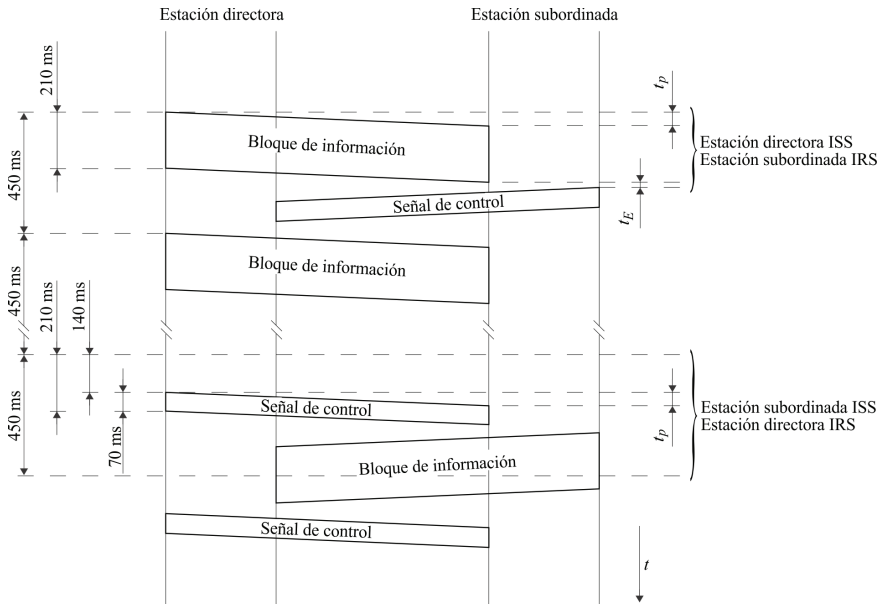 Estación directora
Estación subordinada
210 ms
t_p
Bloque de información
Estación directora ISS
Estación subordinada IRS
450 ms
Señal de control
t_E
Bloque de información
450 ms
210 ms
140 ms
Señal de control
Estación subordinada ISS
Estación directora IRS
450 ms
70 ms
t_p
Bloque de información
Señal de control
t